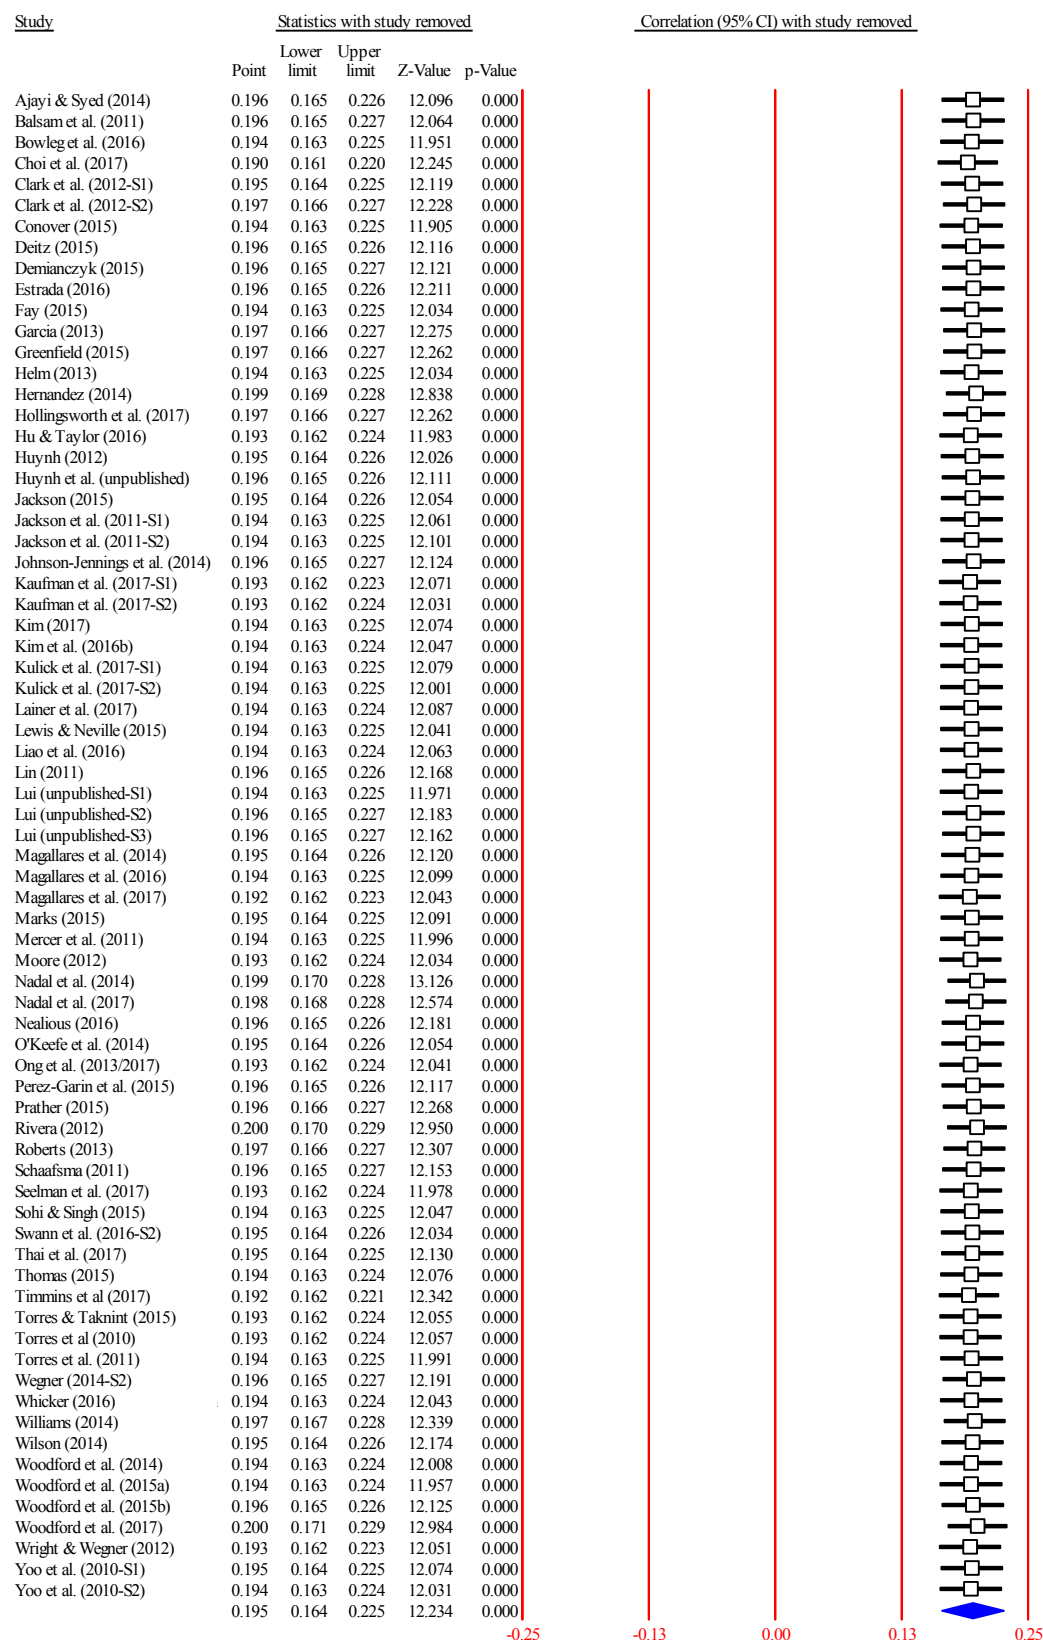 Study Statistics with study removed Correlation (95% CI) with study removed
Lower Upper
Point limit limit Z-Value p-Value
Ajayi & Syed (2014) 0.196 0.165 0.226 12.096 0.000
Balsam et al. (2011) 0.196 0.165 0.227 12.064 0.000
Bowleg et al. (2016) 0.194 0.163 0.225 11.951 0.000
Choi et al. (2017) 0.190 0.161 0.220 12.245 0.000
Clark et al. (2012-S1) 0.195 0.164 0.225 12.119 0.000
Clark et al. (2012-S2) 0.197 0.166 0.227 12.228 0.000
Conover (2015) 0.194 0.163 0.225 11.905 0.000
Deitz (2015) 0.196 0.165 0.226 12.116 0.000
Demianczyk (2015) 0.196 0.165 0.227 12.121 0.000
Estrada (2016) 0.196 0.165 0.226 12.211 0.000
Fay (2015) 0.194 0.163 0.225 12.034 0.000
Garcia (2013) 0.197 0.166 0.227 12.275 0.000
Greenfield (2015) 0.197 0.166 0.227 12.262 0.000
Helm (2013) 0.194 0.163 0.225 12.034 0.000
Hernandez (2014) 0.199 0.169 0.228 12.838 0.000
Hollingsworth et al. (2017) 0.197 0.166 0.227 12.262 0.000
Hu & Taylor (2016) 0.193 0.162 0.224 11.983 0.000
Huynh (2012) 0.195 0.164 0.226 12.026 0.000
Huynh et al. (unpublished) 0.196 0.165 0.226 12.111 0.000
Jackson (2015) 0.195 0.164 0.226 12.054 0.000
Jackson et al. (2011-S1) 0.194 0.163 0.225 12.061 0.000
Jackson et al. (2011-S2) 0.194 0.163 0.225 12.101 0.000
Johnson-Jennings et al. (2014) 0.196 0.165 0.227 12.124 0.000
Kaufman et al. (2017-S1) 0.193 0.162 0.223 12.071 0.000
Kaufman et al. (2017-S2) 0.193 0.162 0.224 12.031 0.000
Kim (2017) 0.194 0.163 0.225 12.074 0.000
Kim et al. (2016b) 0.194 0.163 0.224 12.047 0.000
Kulick et al. (2017-S1) 0.194 0.163 0.225 12.079 0.000
Kulick et al. (2017-S2) 0.194 0.163 0.225 12.001 0.000
Lainer et al. (2017) 0.194 0.163 0.224 12.087 0.000
Lewis & Neville (2015) 0.194 0.163 0.225 12.041 0.000
Liao et al. (2016) 0.194 0.163 0.224 12.063 0.000
Lin (2011) 0.196 0.165 0.226 12.168 0.000
Lui (unpublished-S1) 0.194 0.163 0.225 11.971 0.000
Lui (unpublished-S2) 0.196 0.165 0.227 12.183 0.000
Lui (unpublished-S3) 0.196 0.165 0.227 12.162 0.000
Magallares et al. (2014) 0.195 0.164 0.226 12.120 0.000
Magallares et al. (2016) 0.194 0.163 0.225 12.099 0.000
Magallares et al. (2017) 0.192 0.162 0.223 12.043 0.000
Marks (2015) 0.195 0.164 0.225 12.091 0.000
Mercer et al. (2011) 0.194 0.163 0.225 11.996 0.000
Moore (2012) 0.193 0.162 0.224 12.034 0.000
Nadal et al. (2014) 0.199 0.170 0.228 13.126 0.000
Nadal et al. (2017) 0.198 0.168 0.228 12.574 0.000
Nealious (2016) 0.196 0.165 0.226 12.181 0.000
O'Keefe et al. (2014) 0.195 0.164 0.226 12.054 0.000
Ong et al. (2013/2017) 0.193 0.162 0.224 12.041 0.000
Perez-Garin et al. (2015) 0.196 0.165 0.226 12.117 0.000
Prather (2015) 0.196 0.166 0.227 12.268 0.000
Rivera (2012) 0.200 0.170 0.229 12.950 0.000
Roberts (2013) 0.197 0.166 0.227 12.307 0.000
Schaafsma (2011) 0.196 0.165 0.227 12.153 0.000
Seelman et al. (2017) 0.193 0.162 0.224 11.978 0.000
Sohi & Singh (2015) 0.194 0.163 0.225 12.047 0.000
Swann et al. (2016-S2) 0.195 0.164 0.226 12.034 0.000
Thai et al. (2017) 0.195 0.164 0.225 12.130 0.000
Thomas (2015) 0.194 0.163 0.224 12.076 0.000
Timmins et al (2017) 0.192 0.162 0.221 12.342 0.000
Torres & Taknint (2015) 0.193 0.162 0.224 12.055 0.000
Torres et al (2010) 0.193 0.162 0.224 12.057 0.000
Torres et al. (2011) 0.194 0.163 0.225 11.991 0.000
Wegner (2014-S2) 0.196 0.165 0.227 12.191 0.000
Whicker (2016) 0.194 0.163 0.224 12.043 0.000
Williams (2014) 0.197 0.167 0.228 12.339 0.000
Wilson (2014) 0.195 0.164 0.226 12.174 0.000
Woodford et al. (2014) 0.194 0.163 0.224 12.008 0.000
Woodford et al. (2015a) 0.194 0.163 0.224 11.957 0.000
Woodford et al. (2015b) 0.196 0.165 0.226 12.125 0.000
Woodford et al. (2017) 0.200 0.171 0.229 12.984 0.000
Wright & Wegner (2012) 0.193 0.162 0.223 12.051 0.000
Yoo et al. (2010-S1) 0.195 0.164 0.225 12.074 0.000
Yoo et al. (2010-S2) 0.194 0.163 0.224 12.031 0.000
0.195 0.164 0.225 12.234 0.000
-0.25 -0.13 0.00 0.13 0.25